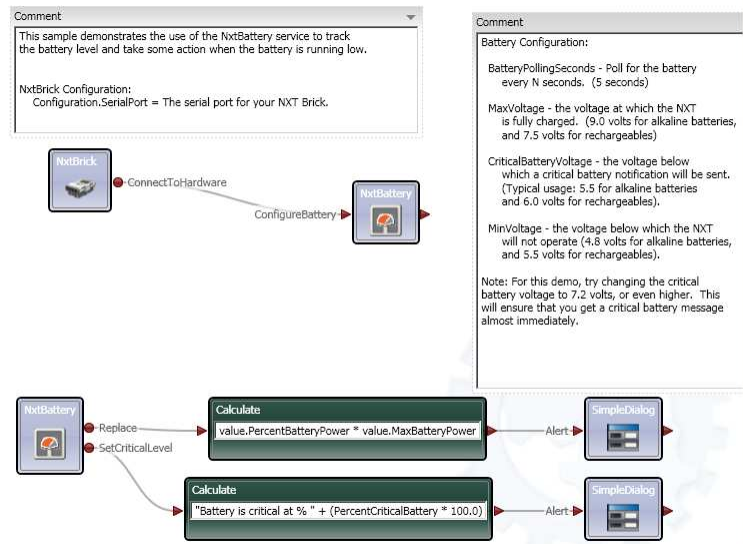 Comment
This sample demonstrates the use of the NxtBattery service to track
the battery level and take some action when the battery is running low.
NxtBrick Configuration:
Configuration.SerialPort = The serial port for your NXT Brick.
Comment
Battery Configuration:
BatteryPollingSeconds - Poll for the battery
every N seconds. (5 seconds)
MaxVoltage - the voltage at which the NXT
is fully charged. (9.0 volts for alkaline batteries,
and 7.5 volts for rechargeables)
CriticalBatteryVoltage - the voltage below
which a critical battery notification will be sent.
(Typical usage: 5.5 for alkaline batteries
and 6.0 volts for rechargeables).
MinVoltage - the voltage below which the NXT
will not operate (4.8 volts for alkaline batteries,
and 5.5 volts for rechargeables).
Note: For this demo, try changing the critical
battery voltage to 7.2 volts, or even higher. This
will ensure that you get a critical battery message
almost immediately.
NxtBrick
ConnectToHardware
ConfigureBattery
NxtBattery
NxtBattery
Replace
SetCriticalLevel
Calculate
value.PercentBatteryPower * value.MaxBatteryPower
Alert
SimpleDialog
Calculate
"Battery is critical at % " + (PercentCriticalBattery * 100.0)
Alert
SimpleDialog